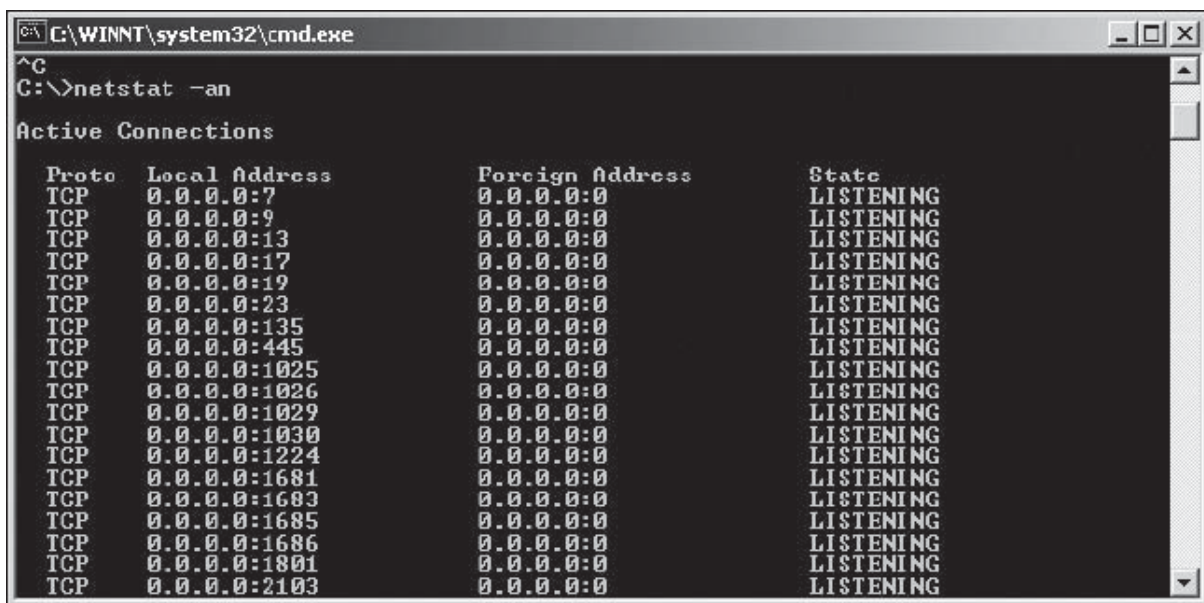 C:\WINNT\system32\cmd.exe
^C
C:\>netstat -an
Active Connections
Proto Local Address Foreign Address State
TCP 0.0.0.0:7 0.0.0.0:0 LISTENING
TCP 0.0.0.0:9 0.0.0.0:0 LISTENING
TCP 0.0.0.0:13 0.0.0.0:0 LISTENING
TCP 0.0.0.0:17 0.0.0.0:0 LISTENING
TCP 0.0.0.0:19 0.0.0.0:0 LISTENING
TCP 0.0.0.0:23 0.0.0.0:0 LISTENING
TCP 0.0.0.0:135 0.0.0.0:0 LISTENING
TCP 0.0.0.0:445 0.0.0.0:0 LISTENING
TCP 0.0.0.0:1025 0.0.0.0:0 LISTENING
TCP 0.0.0.0:1026 0.0.0.0:0 LISTENING
TCP 0.0.0.0:1029 0.0.0.0:0 LISTENING
TCP 0.0.0.0:1030 0.0.0.0:0 LISTENING
TCP 0.0.0.0:1224 0.0.0.0:0 LISTENING
TCP 0.0.0.0:1681 0.0.0.0:0 LISTENING
TCP 0.0.0.0:1683 0.0.0.0:0 LISTENING
TCP 0.0.0.0:1685 0.0.0.0:0 LISTENING
TCP 0.0.0.0:1686 0.0.0.0:0 LISTENING
TCP 0.0.0.0:1801 0.0.0.0:0 LISTENING
TCP 0.0.0.0:2103 0.0.0.0:0 LISTENING